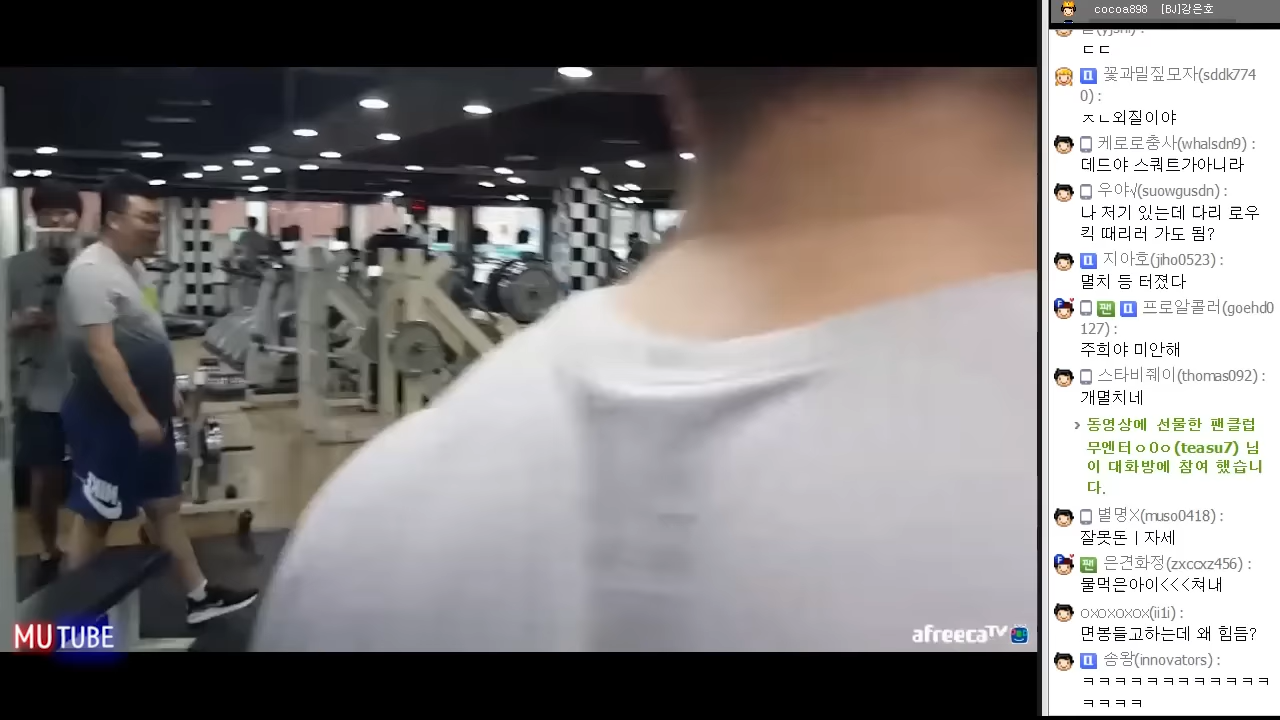 cocoa898 [BJ]강은호
ㄷㄷ
꽃과밀짚모자(sddk774
0) :
ㅈㄴ외질이야
케로로충사(whalsdn9) :
데드야 스쿼트가아니라
우야√(suowgusdn) :
나 저기 있는데 다리 로우
킥 때리러 가도 됨?
지아호(jiho0523) :
멸치 등 터졌다
팬 프로알콜러(goehd0
127) :
주희야 미안해
스타비줴이(thomas092) :
개멸치네
동영상에 선물한 팬클럽
무엔터ㅇ0ㅇ(teasu7) 님
이 대화방에 참여 했습니
다.
별명X(muso0418) :
잘못돈ㅣ자세
팬 은견화정(zxccxz456) :
물먹은아이<<<쳐내
oxoxoxox(ii1i) :
면봉들고하는데 왜 힘듬?
송왕(innovators) :
ㅋㅋㅋㅋㅋㅋㅋㅋㅋㅋㅋㅋ
ㅋㅋㅋㅋ
MUTUBE
afreecaTV